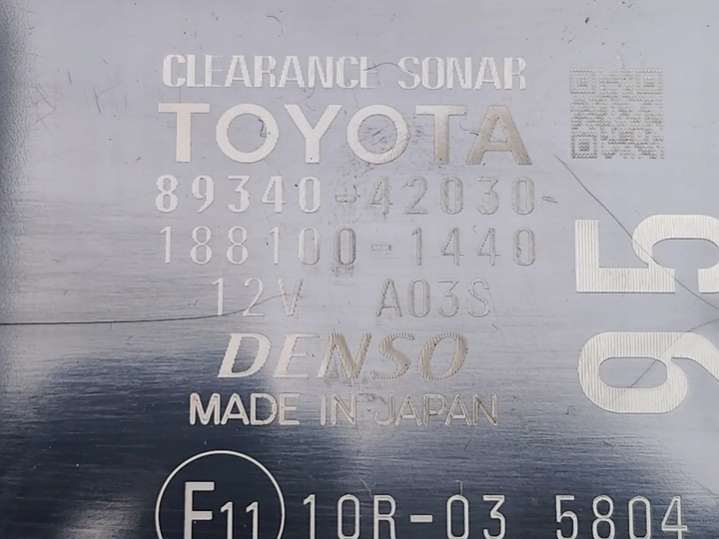 CLEARANCE SONAR
TOYOTA
89340-42030-
188100-1440
12V A03S
DENSO
MADE IN JAPAN
95
E11 10R-03 5804